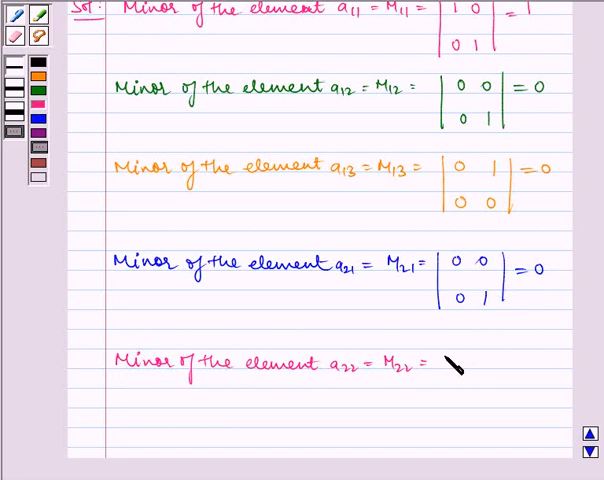 Sol: Minor of the element a11 = M11 = | 1 0 | = 1
| 0 1 |
Minor of the element a12 = M12 = | 0 0 | = 0
| 0 1 |
Minor of the element a13 = M13 = | 0 1 | = 0
| 0 0 |
Minor of the element a21 = M21 = | 0 0 | = 0
| 0 1 |
Minor of the element a22 = M22 =